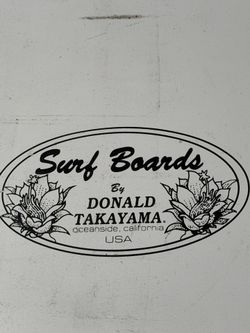 Surf Boards
By
DONALD
TAKAYAMA.
oceanside, california
USA